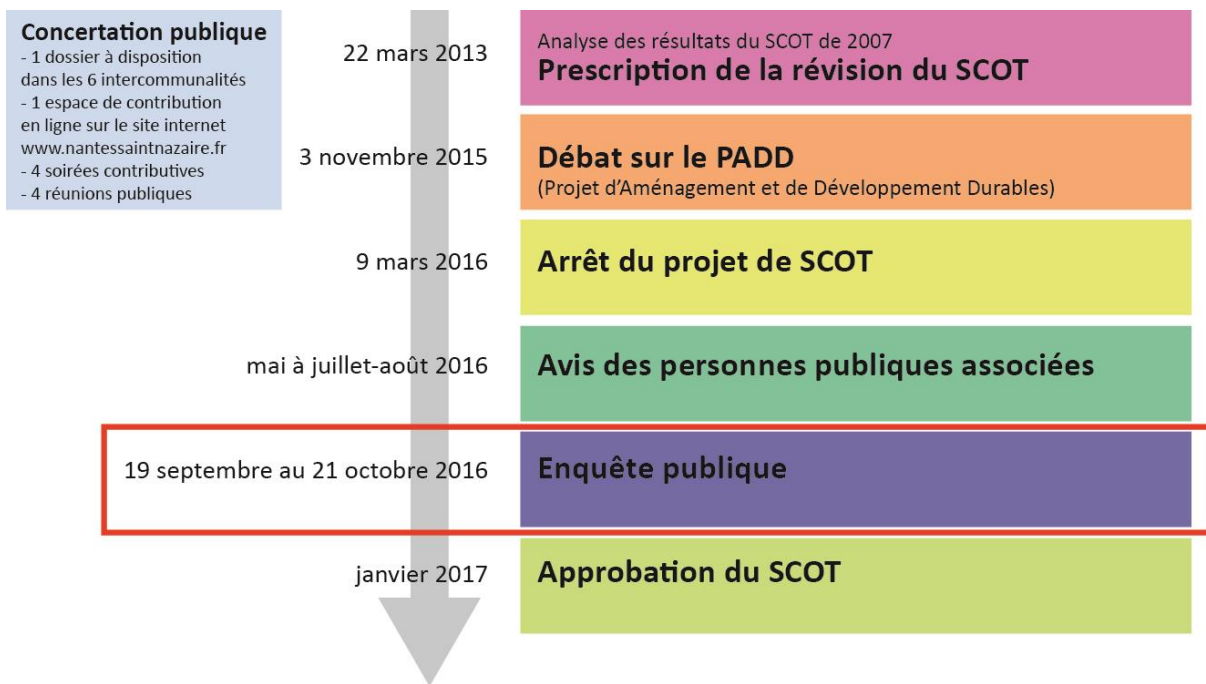 Concertation publique
- 1 dossier à disposition
dans les 6 intercommunalités
- 1 espace de contribution
en ligne sur le site internet
www.nantessaintnazaire.fr
- 4 soirées contributives
- 4 réunions publiques
22 mars 2013
Analyse des résultats du SCOT de 2007
Prescription de la révision du SCOT
3 novembre 2015
Débat sur le PADD
(Projet d'Aménagement et de Développement Durables)
9 mars 2016
Arrêt du projet de SCOT
mai à juillet-août 2016
Avis des personnes publiques associées
19 septembre au 21 octobre 2016
Enquête publique
janvier 2017
Approbation du SCOT